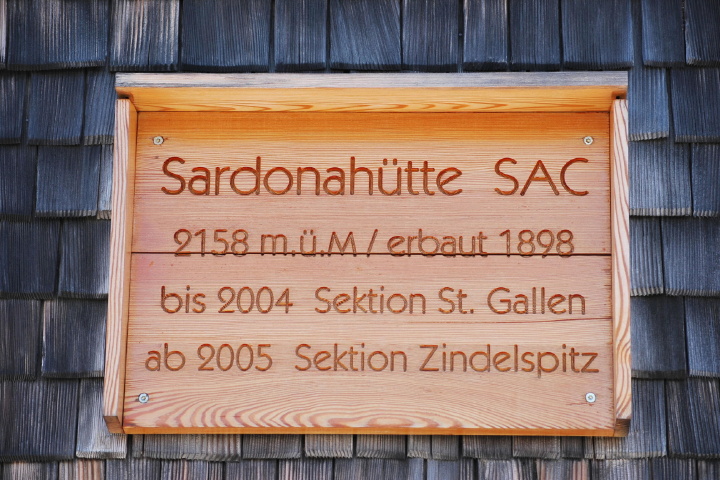 Sardonahütte SAC
2158 m.ü.M / erbaut 1898
bis 2004 Sektion St. Gallen
ab 2005 Sektion Zindelspitz